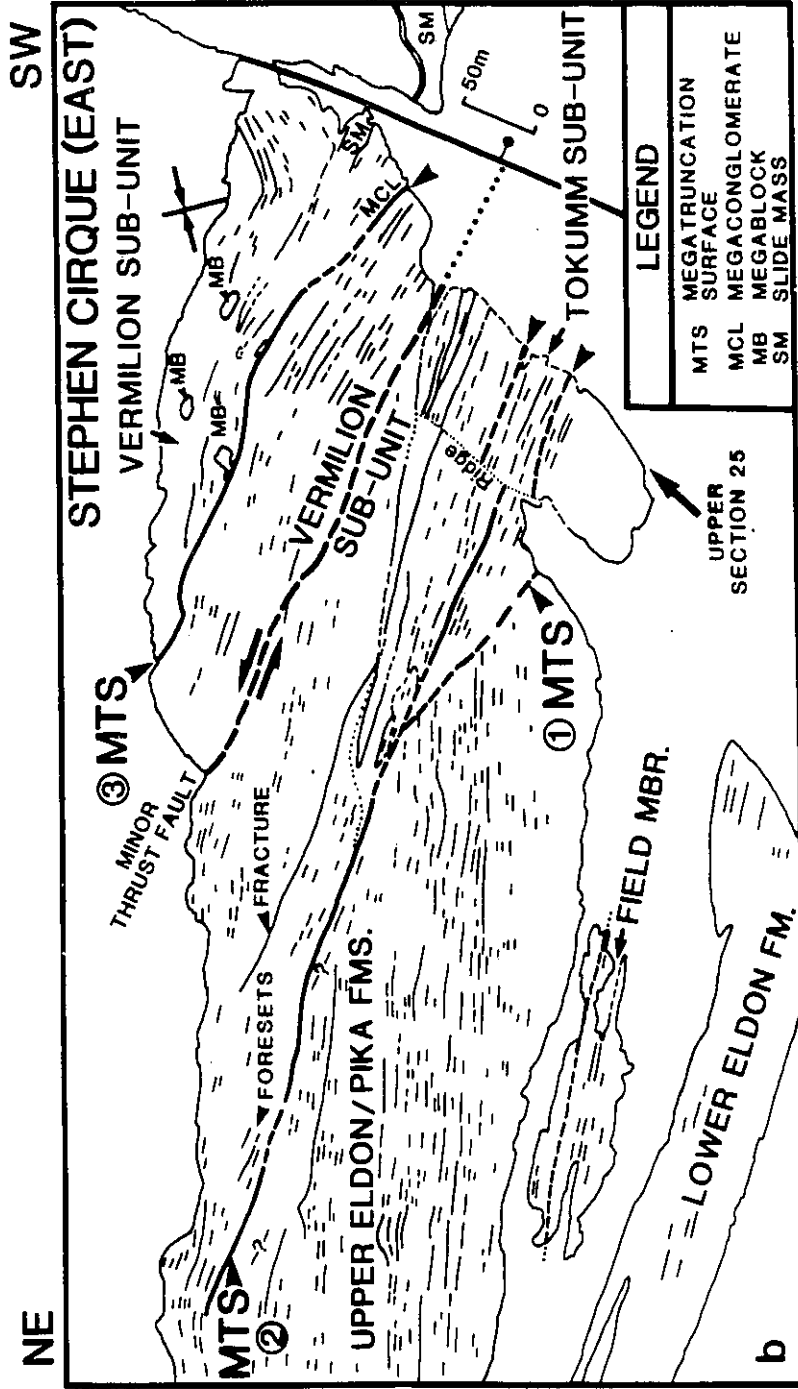 NE
SW
STEPHEN CIRQUE (EAST)
VERMILION SUB-UNIT
③ MTS
MINOR
THRUST FAULT
MB
MB
MB
SM
SM
MCL
50m
0
FRACTURE
FORESETS
VERMILION
SUB-UNIT
MTS
②
?
?
?
Ridge
UPPER ELDON/PIKA FMS.
① MTS
TOKUMM SUB-UNIT
UPPER
SECTION 25
FIELD MBR.
LOWER ELDON FM.
LEGEND
MTS MEGATRUNCATION
SURFACE
MCL MEGACONGLOMERATE
MB MEGABLOCK
SM SLIDE MASS
b